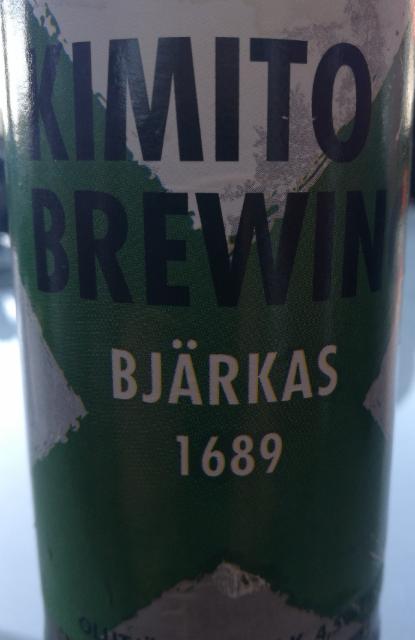 KIMITO
BREWIN
BJÄRKAS
1689